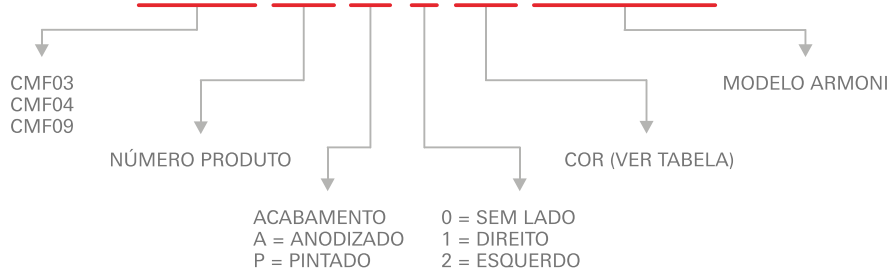 CMF03
CMF04
CMF09
NÚMERO PRODUTO
ACABAMENTO
A = ANODIZADO
P = PINTADO
0 = SEM LADO
1 = DIREITO
2 = ESQUERDO
COR (VER TABELA)
MODELO ARMONI